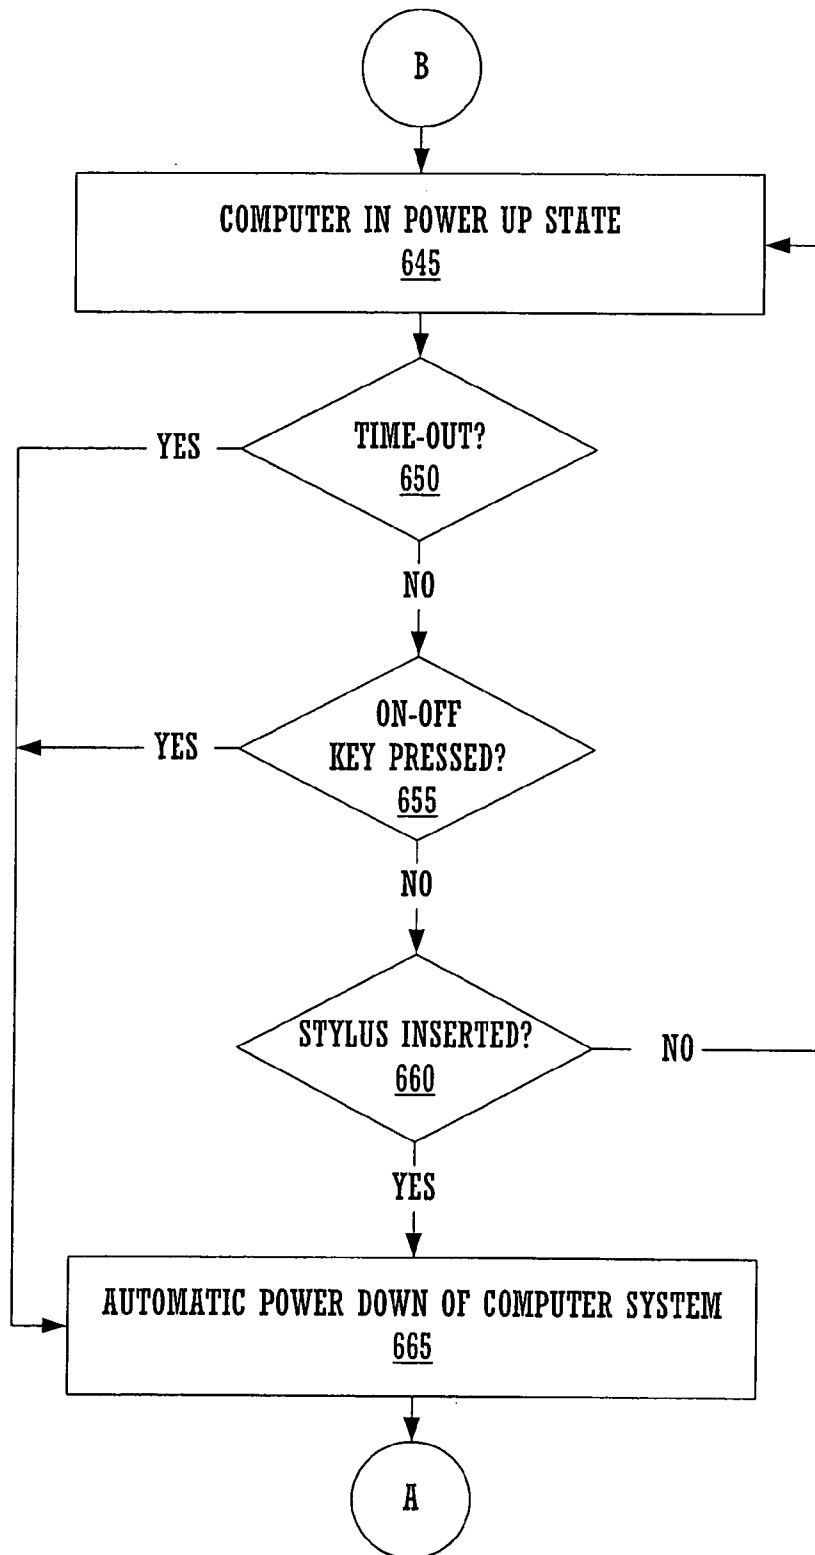 B
COMPUTER IN POWER UP STATE
645
YES
TIME-OUT?
650
NO
YES
ON-OFF
KEY PRESSED?
655
NO
STYLUS INSERTED?
660
NO
YES
AUTOMATIC POWER DOWN OF COMPUTER SYSTEM
665
A